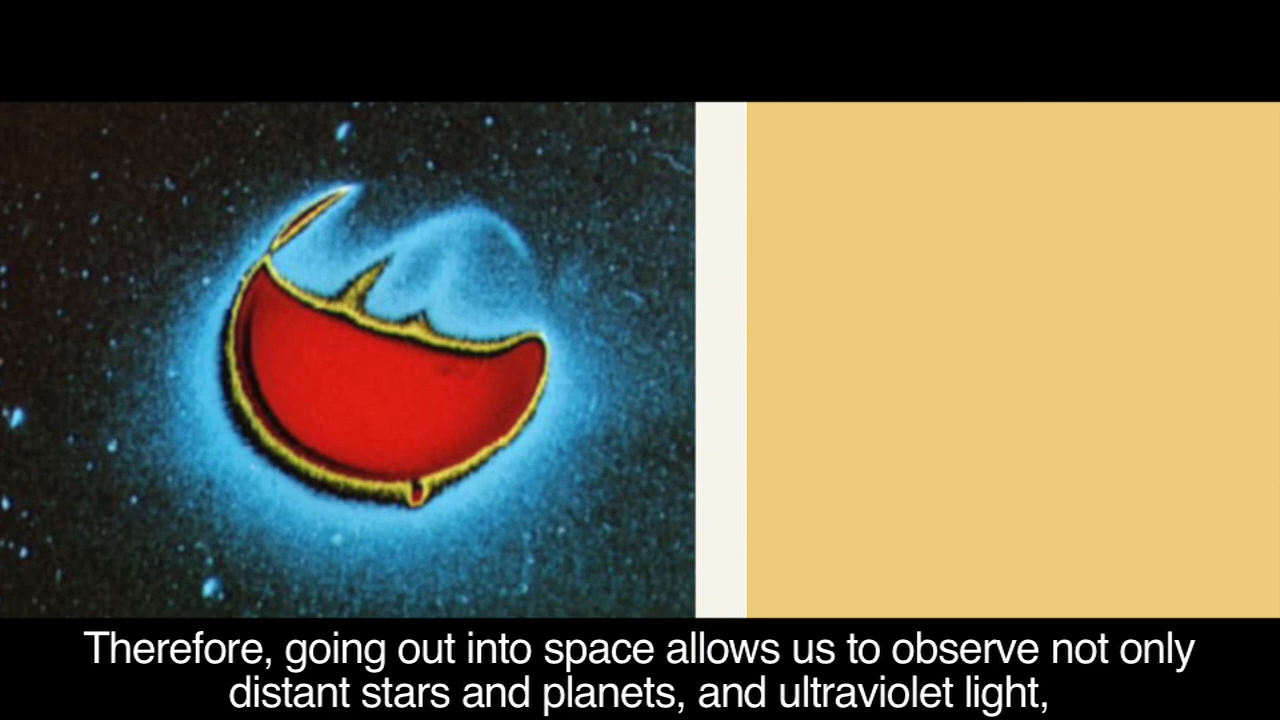 Therefore, going out into space allows us to observe not only
distant stars and planets, and ultraviolet light,